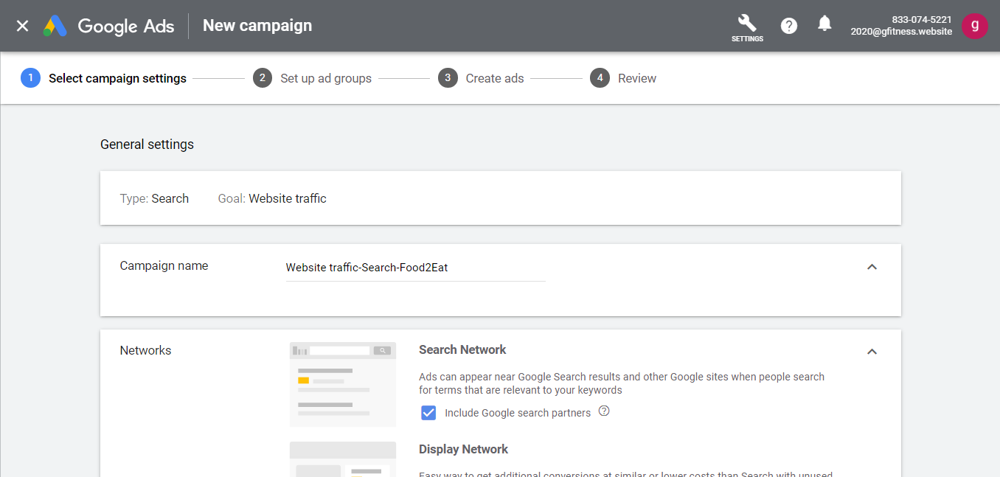 Google Ads
New campaign
SETTINGS
?
833-074-5221
2020@gfitness.website
g
1 Select campaign settings
2 Set up ad groups
3 Create ads
4 Review
General settings
Type: Search
Goal: Website traffic
Campaign name
Website traffic-Search-Food2Eat
Networks
Search Network
Ads can appear near Google Search results and other Google sites when people search
for terms that are relevant to your keywords
Include Google search partners ?
Display Network
Easy way to get additional conversions at similar or lower costs than Search with unused